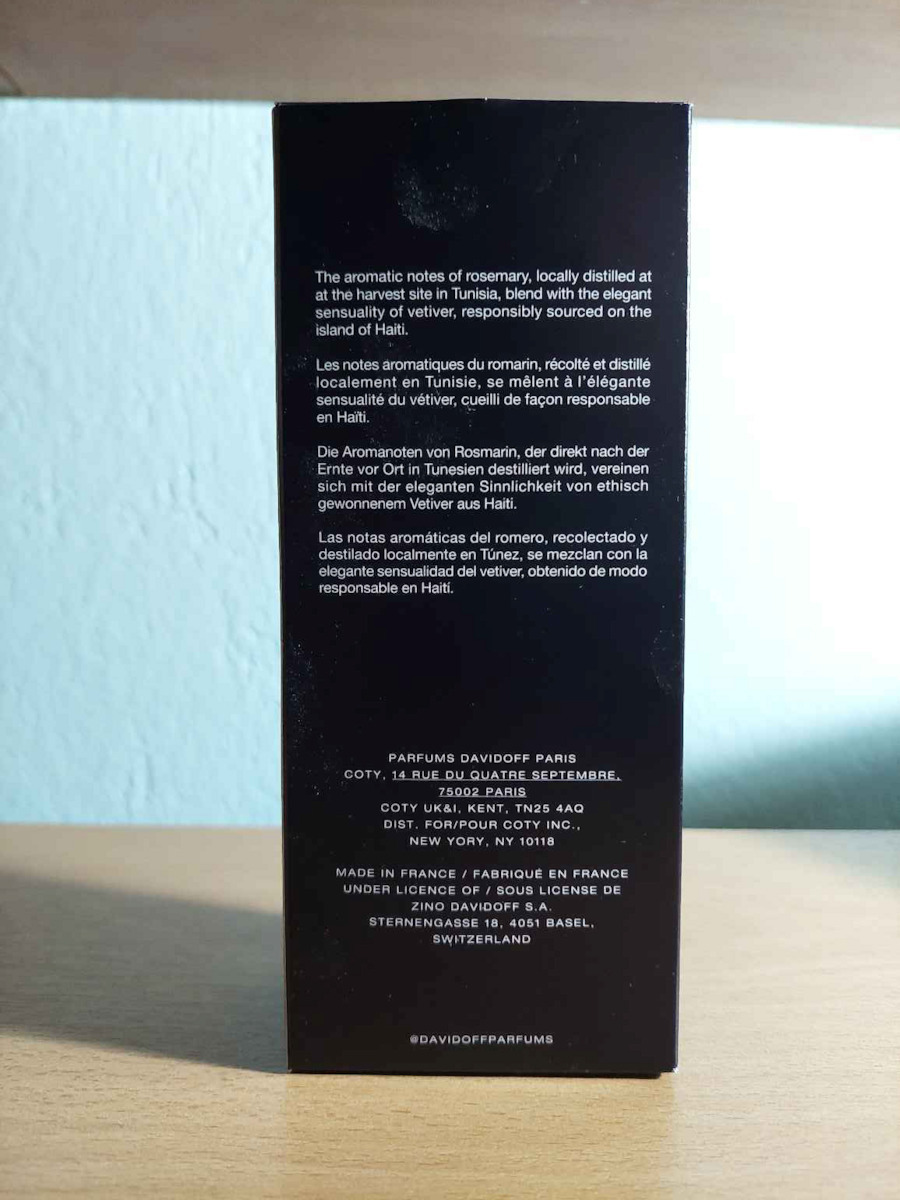 The aromatic notes of rosemary, locally distilled at
at the harvest site in Tunisia, blend with the elegant
sensuality of vetiver, responsibly sourced on the
island of Haiti.
Les notes aromatiques du romarin, récolté et distillé
localement en Tunisie, se mêlent à l'élégante
sensualité du vétiver, cueilli de façon responsable
en Haïti.
Die Aromanoten von Rosmarin, der direkt nach der
Ernte vor Ort in Tunesien destilliert wird, vereinen
sich mit der eleganten Sinnlichkeit von ethisch
gewonnenem Vetiver aus Haiti.
Las notas aromáticas del romero, recolectado y
destilado localmente en Túnez, se mezclan con la
elegante sensualidad del vetiver, obtenido de modo
responsable en Haití.
PARFUMS DAVIDOFF PARIS
COTY, 14 RUE DU QUATRE SEPTEMBRE,
75002 PARIS
COTY UK&I, KENT, TN25 4AQ
DIST. FOR/POUR COTY INC.,
NEW YORK, NY 10118
MADE IN FRANCE / FABRIQUÉ EN FRANCE
UNDER LICENCE OF / SOUS LICENSE DE
ZINO DAVIDOFF S.A.
STERNENGASSE 18, 4051 BASEL,
SWITZERLAND
@DAVIDOFFPARFUMS